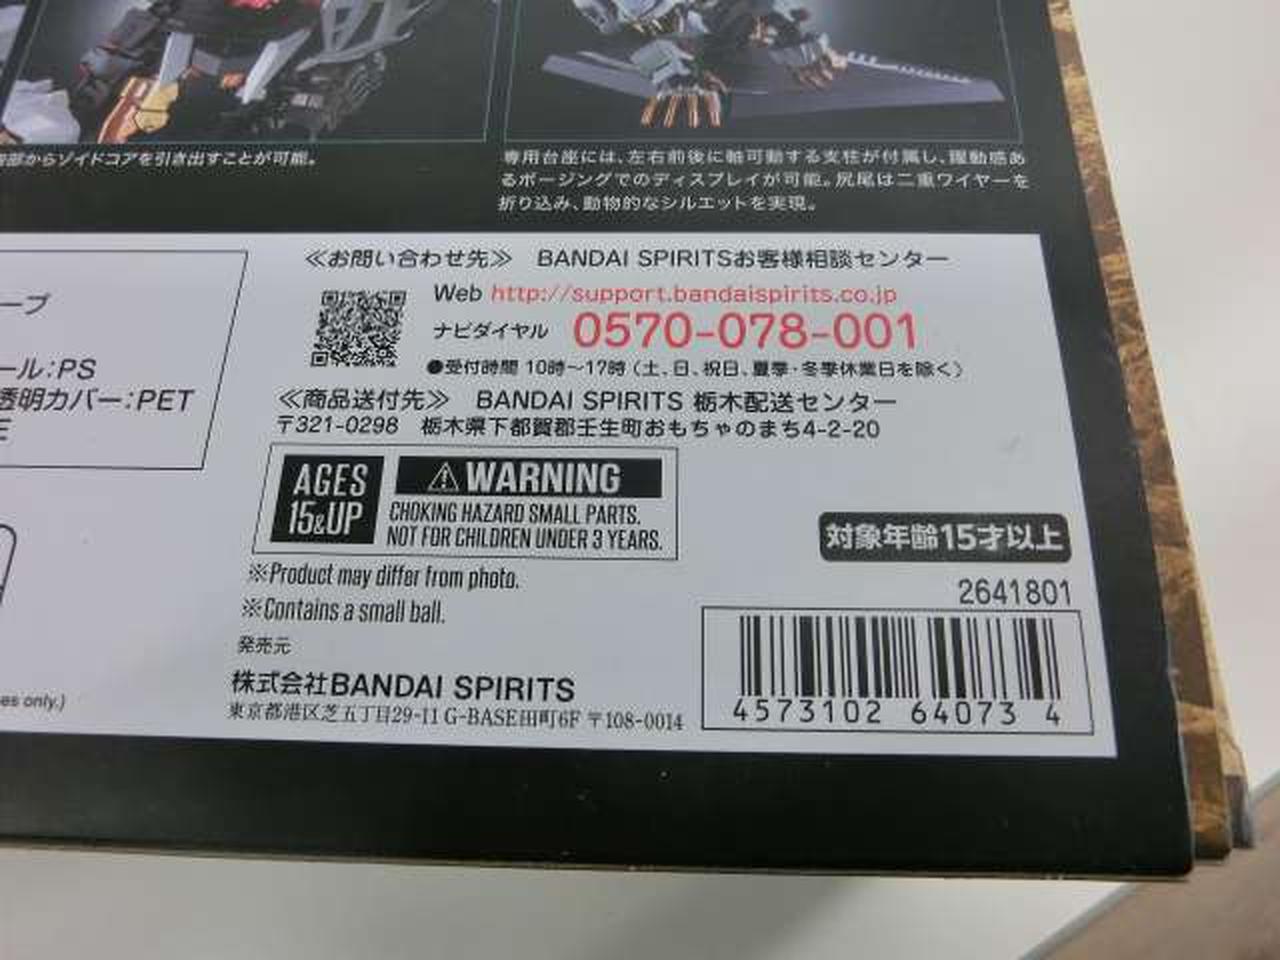 部からゾイドコアを引き出すことが可能。
専用台座には、左右前後に軸可動する支柱が付属し、躍動感あ
るポージングでのディスプレイが可能。尻尾は二重ワイヤーを
折り込み、動物的なシルエットを実現。
≪お問い合わせ先≫ BANDAI SPIRITSお客様相談センター
Web http://support.bandaispirits.co.jp
ナビダイヤル 0570-078-001
●受付時間 10時〜17時（土、日、祝日、夏季・冬季休業日を除く）
ープ
ール：PS
透明カバー：PET
E
≪商品送付先≫ BANDAI SPIRITS 栃木配送センター
〒321-0298 栃木県下都賀郡壬生町おもちゃのまち4-2-20
AGES
15&UP
⚠WARNING
CHOKING HAZARD SMALL PARTS.
NOT FOR CHILDREN UNDER 3 YEARS.
対象年齢15才以上
※Product may differ from photo.
※Contains a small ball.
2641801
発売元
株式会社BANDAI SPIRITS
東京都港区芝五丁目29-11 G-BASE田町6F 〒108-0014
es only.)
4573102 64073 4